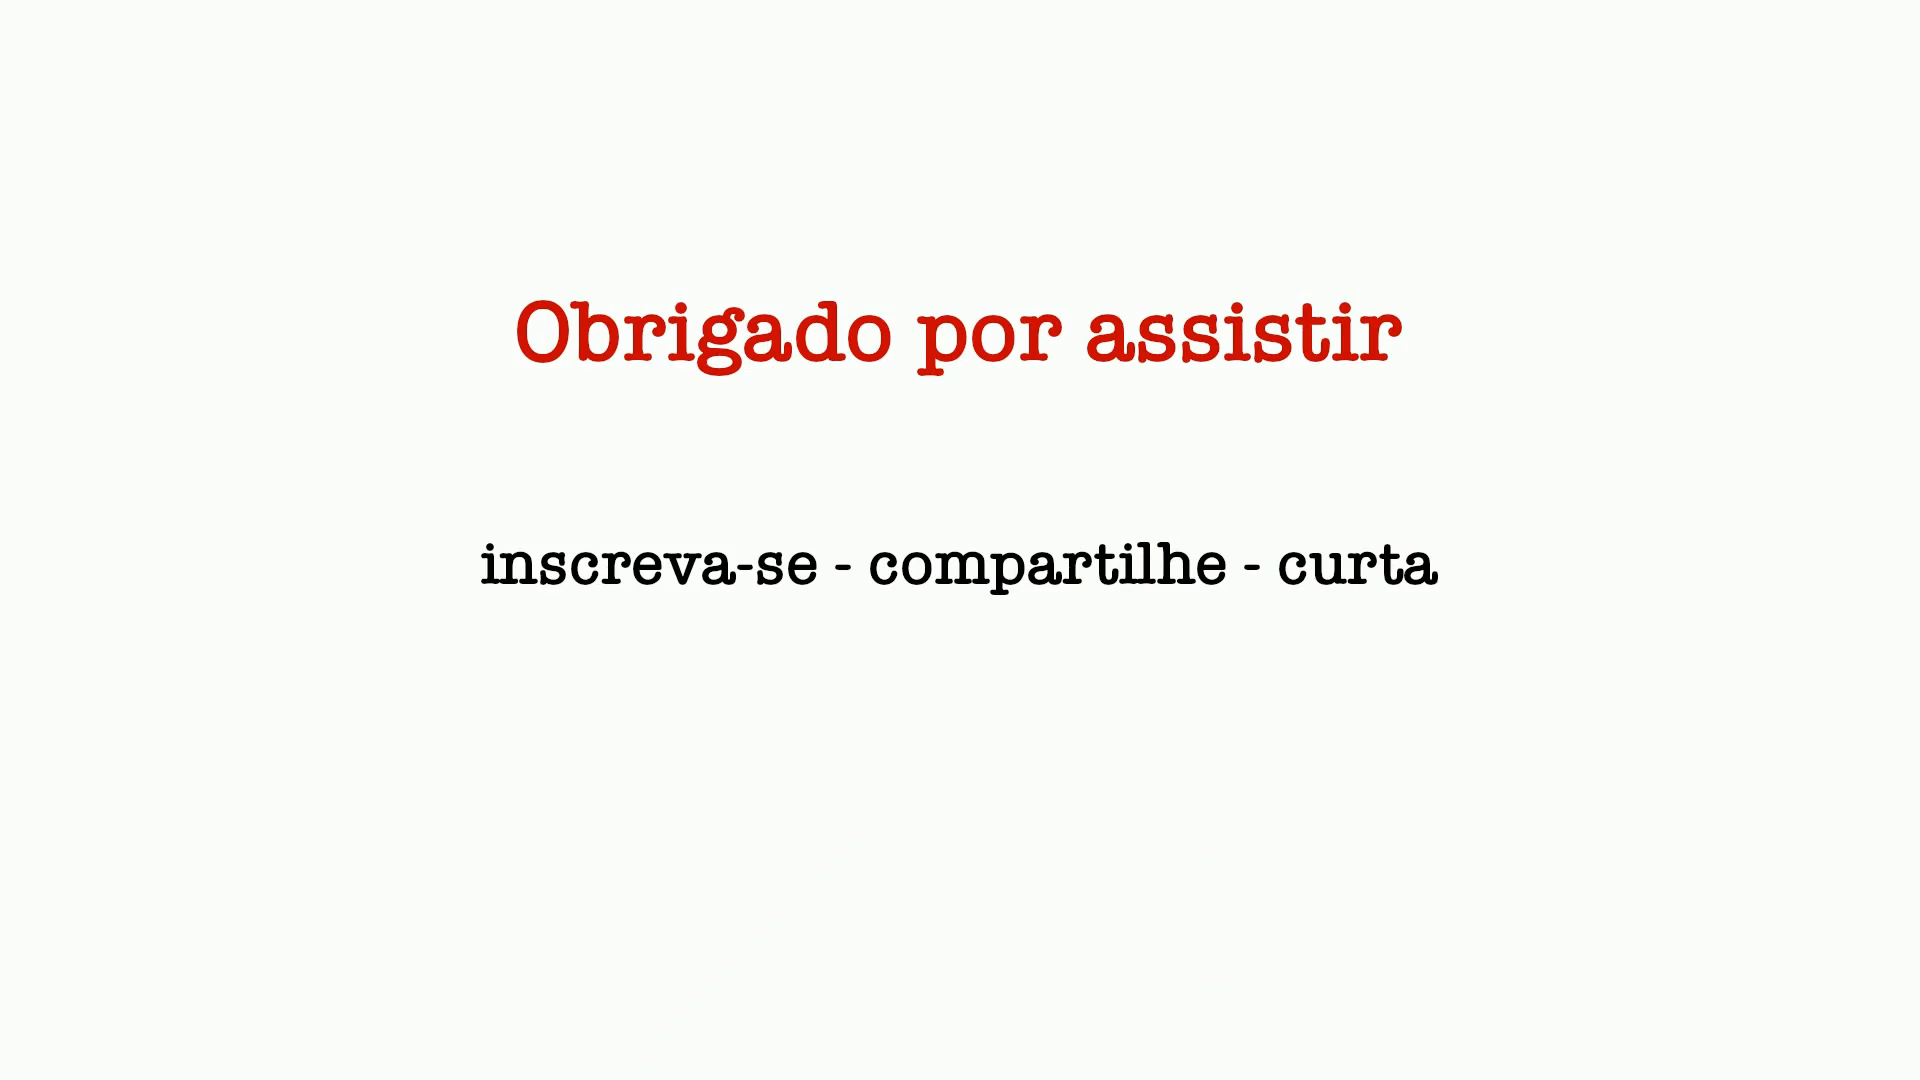 Obrigado por assistir
inscreva-se - compartilhe - curta